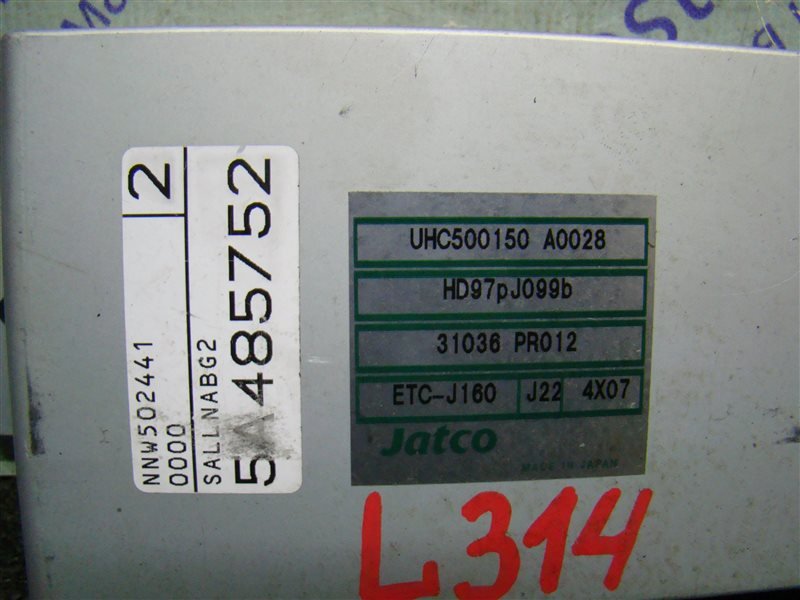 NNW502441
0000
2
SALLNABG2
5A485752
UHC500150 A0028
HD97pJ099b
31036 PR012
ETC-J160 J22 4X07
Jatco
MADE IN JAPAN
L314